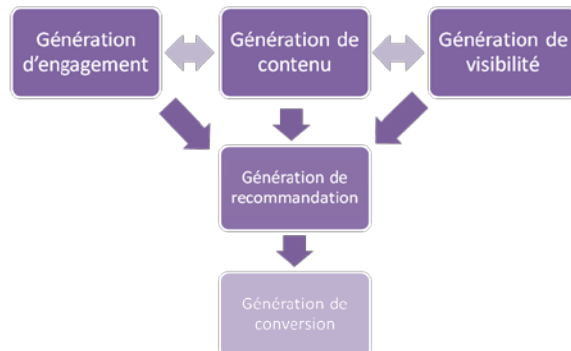 Génération
d'engagement
Génération de
contenu
Génération de
visibilité
Génération de
recommandation
Génération de
conversion